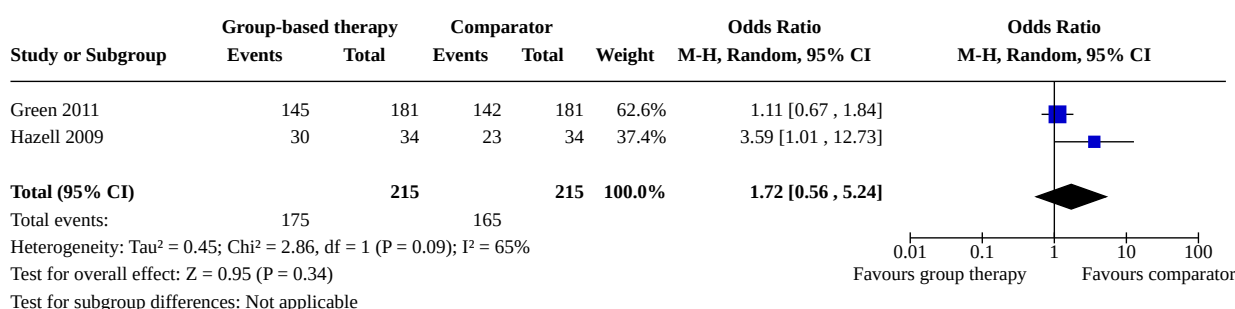 Group-based therapy Comparator Odds Ratio Odds Ratio
Study or Subgroup Events Total Events Total Weight M-H, Random, 95% CI M-H, Random, 95% CI
Green 2011 145 181 142 181 62.6% 1.11 [0.67 , 1.84]
Hazell 2009 30 34 23 34 37.4% 3.59 [1.01 , 12.73]
Total (95% CI) 215 215 100.0% 1.72 [0.56 , 5.24]
Total events: 175 165
Heterogeneity: Tau² = 0.45; Chi² = 2.86, df = 1 (P = 0.09); I² = 65%
0.01 0.1 1 10 100
Test for overall effect: Z = 0.95 (P = 0.34) Favours group therapy Favours comparator
Test for subgroup differences: Not applicable